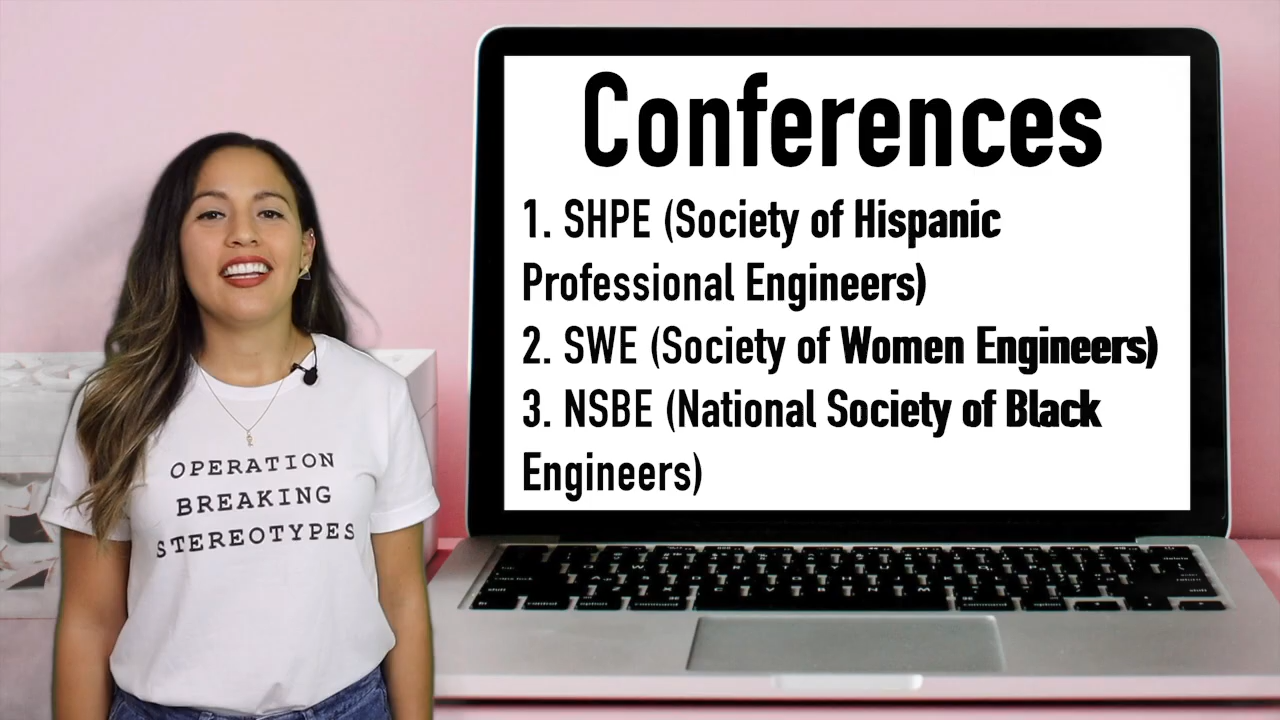 Conferences
1. SHPE (Society of Hispanic
Professional Engineers)
2. SWE (Society of Women Engineers)
3. NSBE (National Society of Black
Engineers)
OPERATION
BREAKING
STEREOTYPES